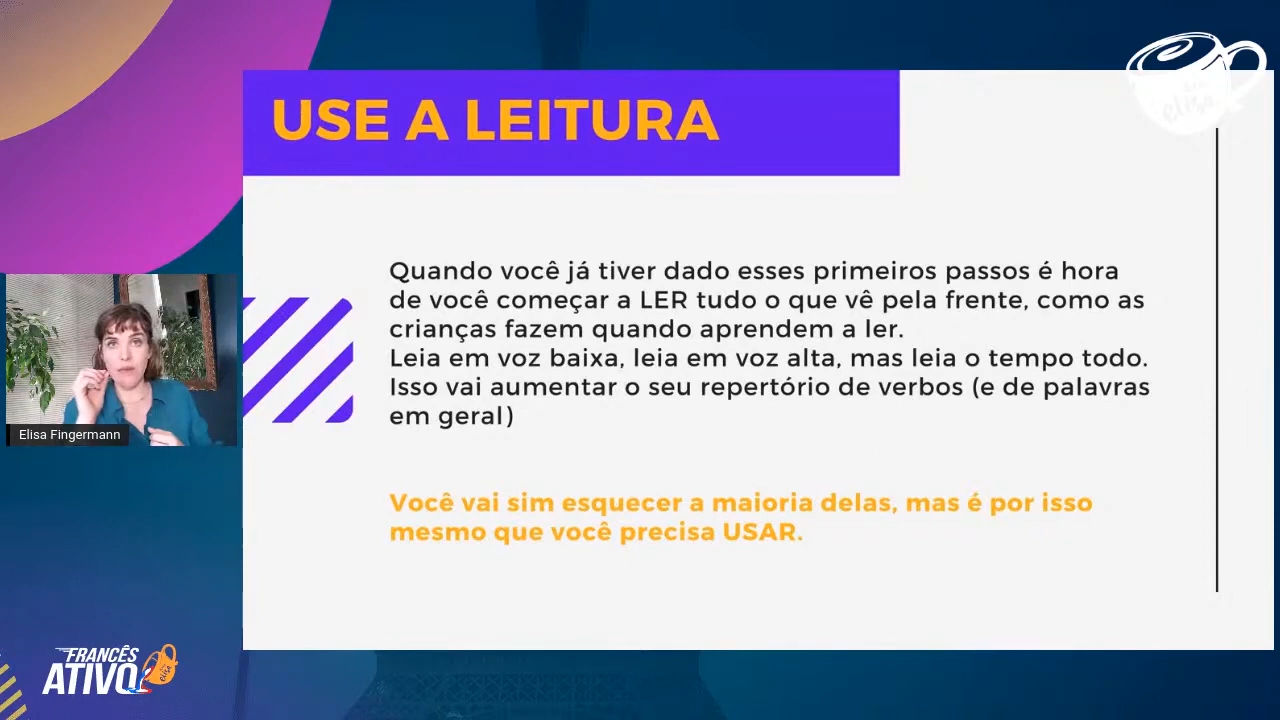 USE A LEITURA
Quando você já tiver dado esses primeiros passos é hora
de você começar a LER tudo o que vê pela frente, como as
crianças fazem quando aprendem a ler.
Leia em voz baixa, leia em voz alta, mas leia o tempo todo.
Isso vai aumentar o seu repertório de verbos (e de palavras
em geral)
Você vai sim esquecer a maioria delas, mas é por isso
mesmo que você precisa USAR.
Elisa Fingermann
FRANCÊS
ATIVO
elisa